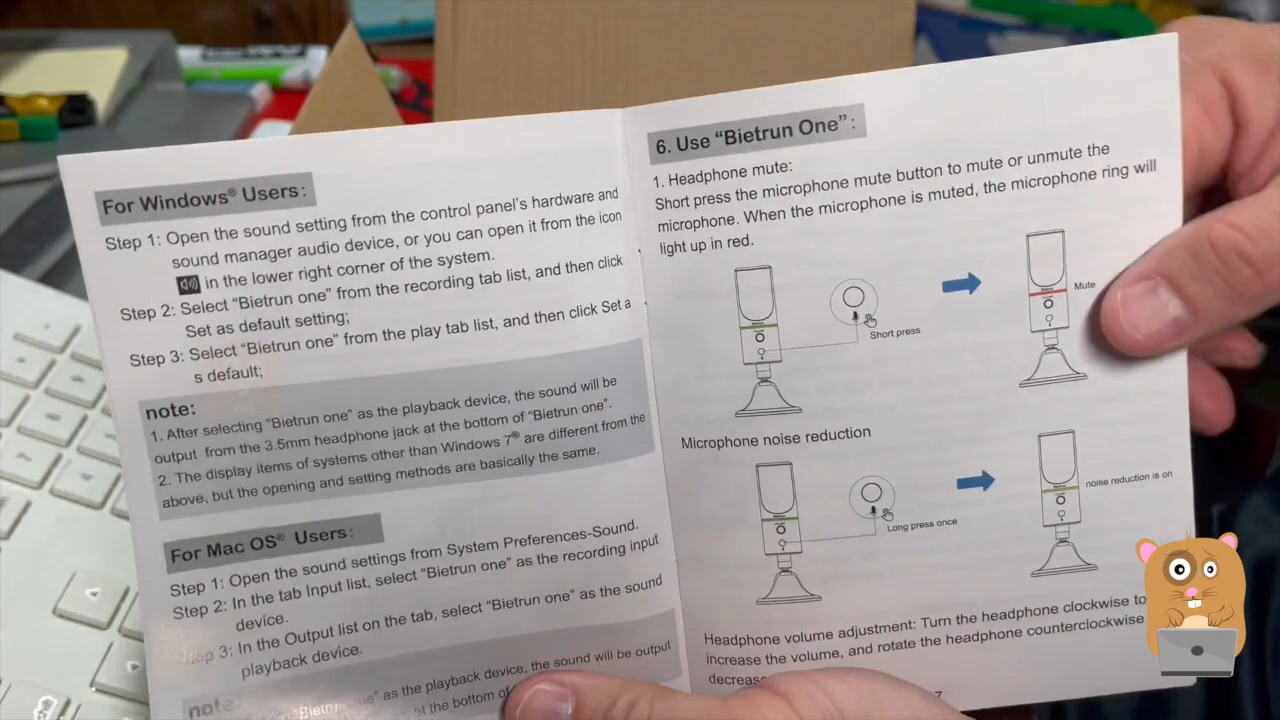 For Windows® Users:
Step 1: Open the sound setting from the control panel's hardware and
sound manager audio device, or you can open it from the icon
in the lower right corner of the system.
Step 2: Select “Bietrun one” from the recording tab list, and then click
Set as default setting;
Step 3: Select “Bietrun one” from the play tab list, and then click Set a
s default;
note:
1. After selecting “Bietrun one” as the playback device, the sound will be
output from the 3.5mm headphone jack at the bottom of “Bietrun one”.
2. The display items of systems other than Windows 7® are different from the
above, but the opening and setting methods are basically the same.
For Mac OS® Users:
Step 1: Open the sound settings from System Preferences-Sound.
Step 2: In the tab Input list, select “Bietrun one” as the recording input
device.
Step 3: In the Output list on the tab, select “Bietrun one” as the sound
playback device.
note
as the playback device, the sound will be output
at the bottom of
6. Use “Bietrun One”:
1. Headphone mute:
Short press the microphone mute button to mute or unmute the
microphone. When the microphone is muted, the microphone ring will
light up in red.
Mute
Short press
Microphone noise reduction
noise reduction is on
Long press once
Headphone volume adjustment: Turn the headphone clockwise to
increase the volume, and rotate the headphone counterclockwise
7